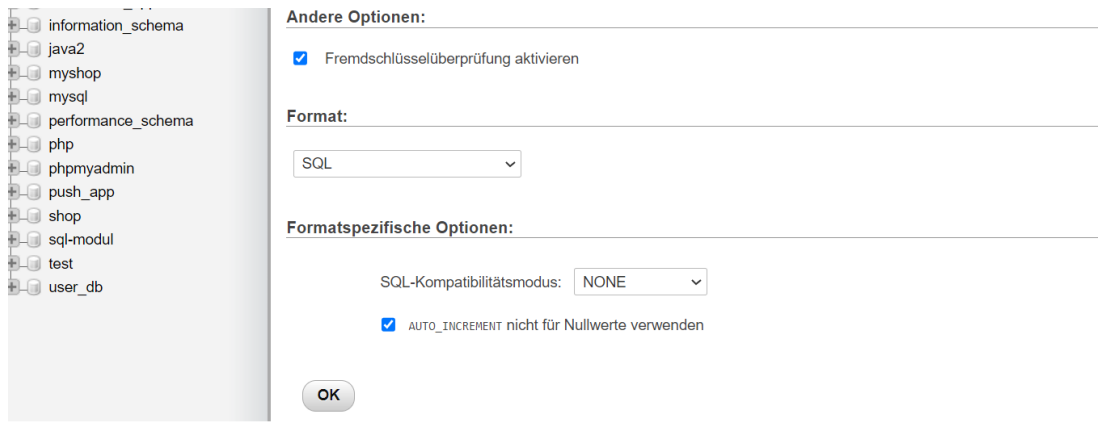 information_schema
java2
myshop
mysql
performance_schema
php
phpmyadmin
push_app
shop
sql-modul
test
user_db
Andere Optionen:
Fremdschlüsselüberprüfung aktivieren
Format:
SQL
Formatspezifische Optionen:
SQL-Kompatibilitätsmodus: NONE
AUTO_INCREMENT nicht für Nullwerte verwenden
OK